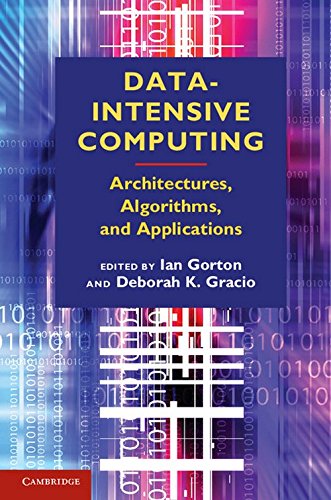 DATA-
INTENSIVE
COMPUTING
Architectures,
Algorithms,
and Applications
EDITED BY Ian Gorton
AND Deborah K. Gracio
CAMBRIDGE